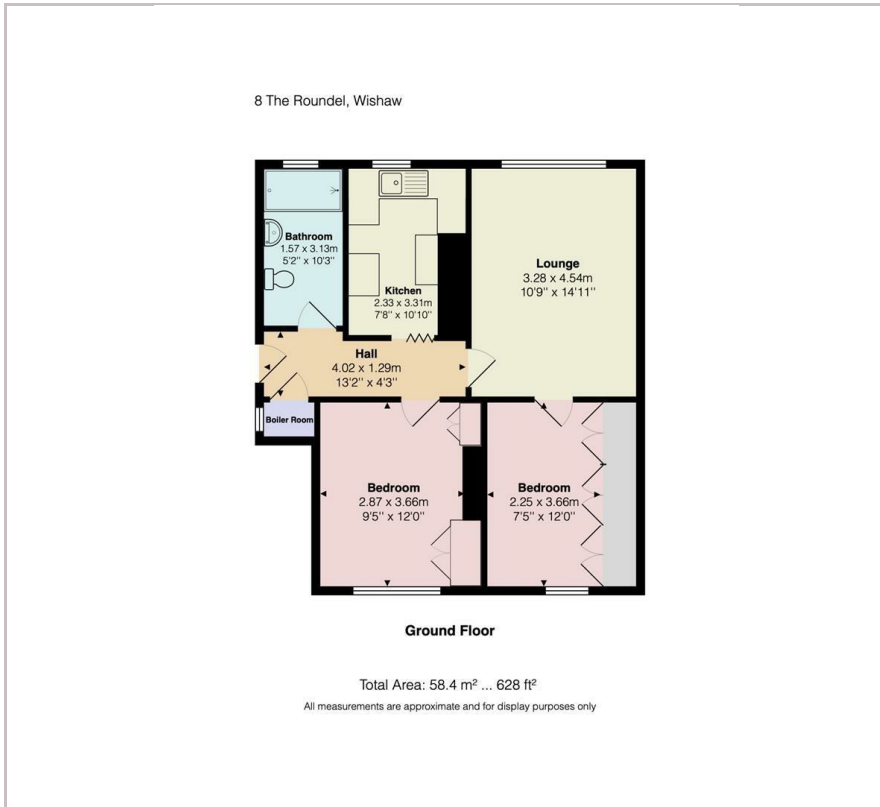 8 The Roundel, Wishaw
Bathroom
1.57 x 3.13m
5'2'' x 10'3''
Kitchen
2.33 x 3.31m
7'8'' x 10'10''
Lounge
3.28 x 4.54m
10'9'' x 14'11''
Hall
4.02 x 1.29m
13'2'' x 4'3''
Boiler Room
Bedroom
2.87 x 3.66m
9'5'' x 12'0''
Bedroom
2.25 x 3.66m
7'5'' x 12'0''
Ground Floor
Total Area: 58.4 m² ... 628 ft²
All measurements are approximate and for display purposes only